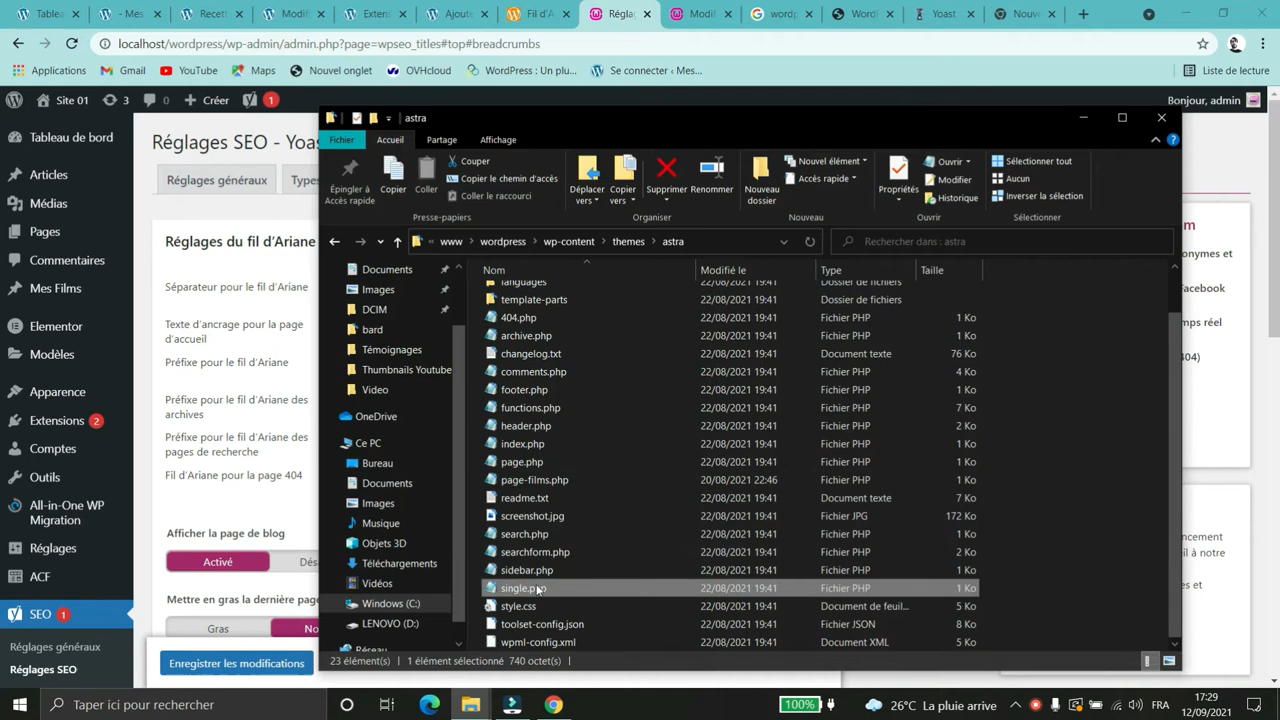 Table
- Mes
Recett
Modif
Exten
Ajoute
Fil d'A
Régla
Modif
wordp
Word
Yoast
Nouv
localhost/wordpress/wp-admin/admin.php?page=wpseo_titles#top#breadcrumbs
Applications
Gmail
YouTube
Maps
Nouvel onglet
OVHcloud
WordPress : Un plu...
Se connecter ‹ Mes...
Liste de lecture
Site 01
3
0
Créer
1
Bonjour, admin
Tableau de bord
Articles
Médias
Pages
Commentaires
Mes Films
Elementor
Modèles
Apparence
Extensions 2
Comptes
Outils
All-in-One WP
Migration
Réglages
ACF
SEO 1
Réglages généraux
Réglages SEO
Réglages SEO - Yoas
Réglages généraux
Types
Réglages du fil d'Ariane
Séparateur pour le fil d'Ariane
Texte d'ancrage pour la page
d'accueil
Préfixe pour le fil d'Ariane
Préfixe pour le fil d'Ariane des
archives
Préfixe pour le fil d'Ariane des
pages de recherche
Fil d'Ariane pour la page 404
Afficher la page de blog
Activé
Dés
Mettre en gras la dernière page
Gras
No
Enregistrer les modifications
astra
Fichier
Accueil
Partage
Affichage
Épingler à
Accès rapide
Copier
Coller
Couper
Copier le chemin d'accès
Coller le raccourci
Presse-papiers
Déplacer
vers
Copier
vers
Supprimer
Renommer
Organiser
Nouveau
dossier
Nouvel élément
Accès rapide
Nouveau
Propriétés
Ouvrir
Modifier
Historique
Ouvrir
Sélectionner tout
Aucun
Inverser la sélection
Sélectionner
www
wordpress
wp-content
themes
astra
Rechercher dans : astra
Documents
Images
DCIM
bard
Témoignages
Thumbnails Youtube
Video
OneDrive
Ce PC
Bureau
Documents
Images
Musique
Objets 3D
Téléchargements
Vidéos
Windows (C:)
LENOVO (D:)
Réseau
Nom Modifié le Type Taille
languages 22/08/2021 19:41 Dossier de fichiers
template-parts 22/08/2021 19:41 Dossier de fichiers
404.php 22/08/2021 19:41 Fichier PHP 1 Ko
archive.php 22/08/2021 19:41 Fichier PHP 1 Ko
changelog.txt 22/08/2021 19:41 Document texte 76 Ko
comments.php 22/08/2021 19:41 Fichier PHP 4 Ko
footer.php 22/08/2021 19:41 Fichier PHP 1 Ko
functions.php 22/08/2021 19:41 Fichier PHP 7 Ko
header.php 22/08/2021 19:41 Fichier PHP 2 Ko
index.php 22/08/2021 19:41 Fichier PHP 1 Ko
page.php 22/08/2021 19:41 Fichier PHP 1 Ko
page-films.php 20/08/2021 22:46 Fichier PHP 1 Ko
readme.txt 22/08/2021 19:41 Document texte 7 Ko
screenshot.jpg 22/08/2021 19:41 Fichier JPG 172 Ko
search.php 22/08/2021 19:41 Fichier PHP 1 Ko
searchform.php 22/08/2021 19:41 Fichier PHP 2 Ko
sidebar.php 22/08/2021 19:41 Fichier PHP 1 Ko
single.php 22/08/2021 19:41 Fichier PHP 1 Ko
style.css 22/08/2021 19:41 Document de feuil... 5 Ko
toolset-config.json 22/08/2021 19:41 Fichier JSON 8 Ko
wpml-config.xml 22/08/2021 19:41 Document XML 5 Ko
23 élément(s)
1 élément sélectionné 740 octet(s)
m
onymes et
Facebook
mps réel
404)
ncement
cil à notre
Taper ici pour rechercher
100%
26°C La pluie arrive
FRA
17:29
12/09/2021